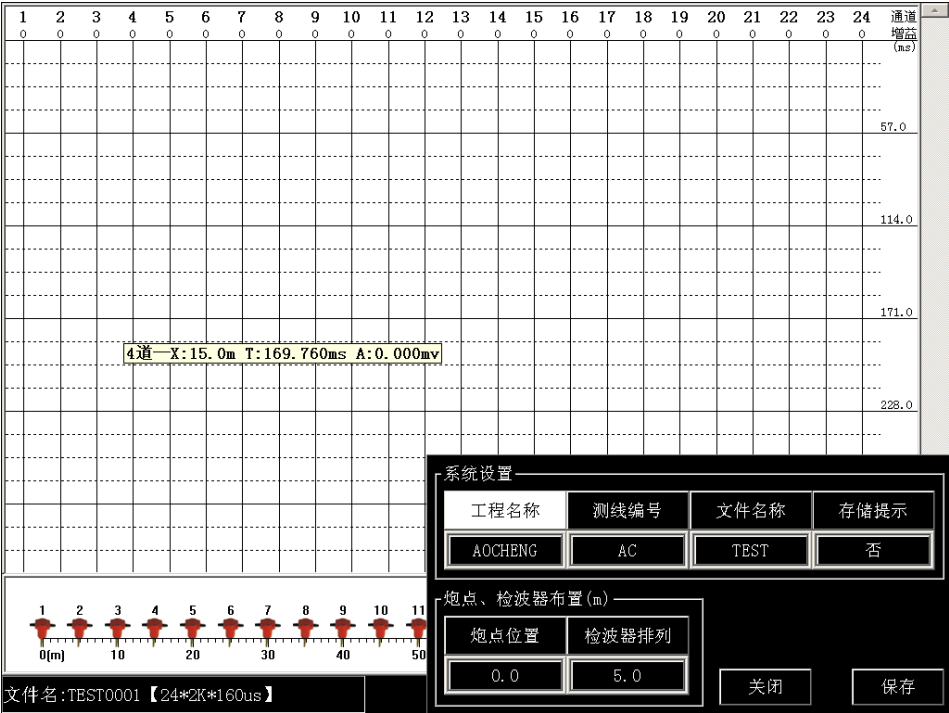 1 2 3 4 5 6 7 8 9 10 11 12 13 14 15 16 17 18 19 20 21 22 23 24 通道
0 0 0 0 0 0 0 0 0 0 0 0 0 0 0 0 0 0 0 0 0 0 0 0 增益
(ms)
57.0
114.0
171.0
4道—X:15.0m T:169.760ms A:0.000mv
228.0
系统设置
工程名称 测线编号 文件名称 存储提示
AOCHENG AC TEST 否
炮点、检波器布置(m)
炮点位置 检波器排列
0.0 5.0
关闭 保存
1 2 3 4 5 6 7 8 9 10 11
0(m) 10 20 30 40 50
文件名:TEST0001【24*2K*160us】